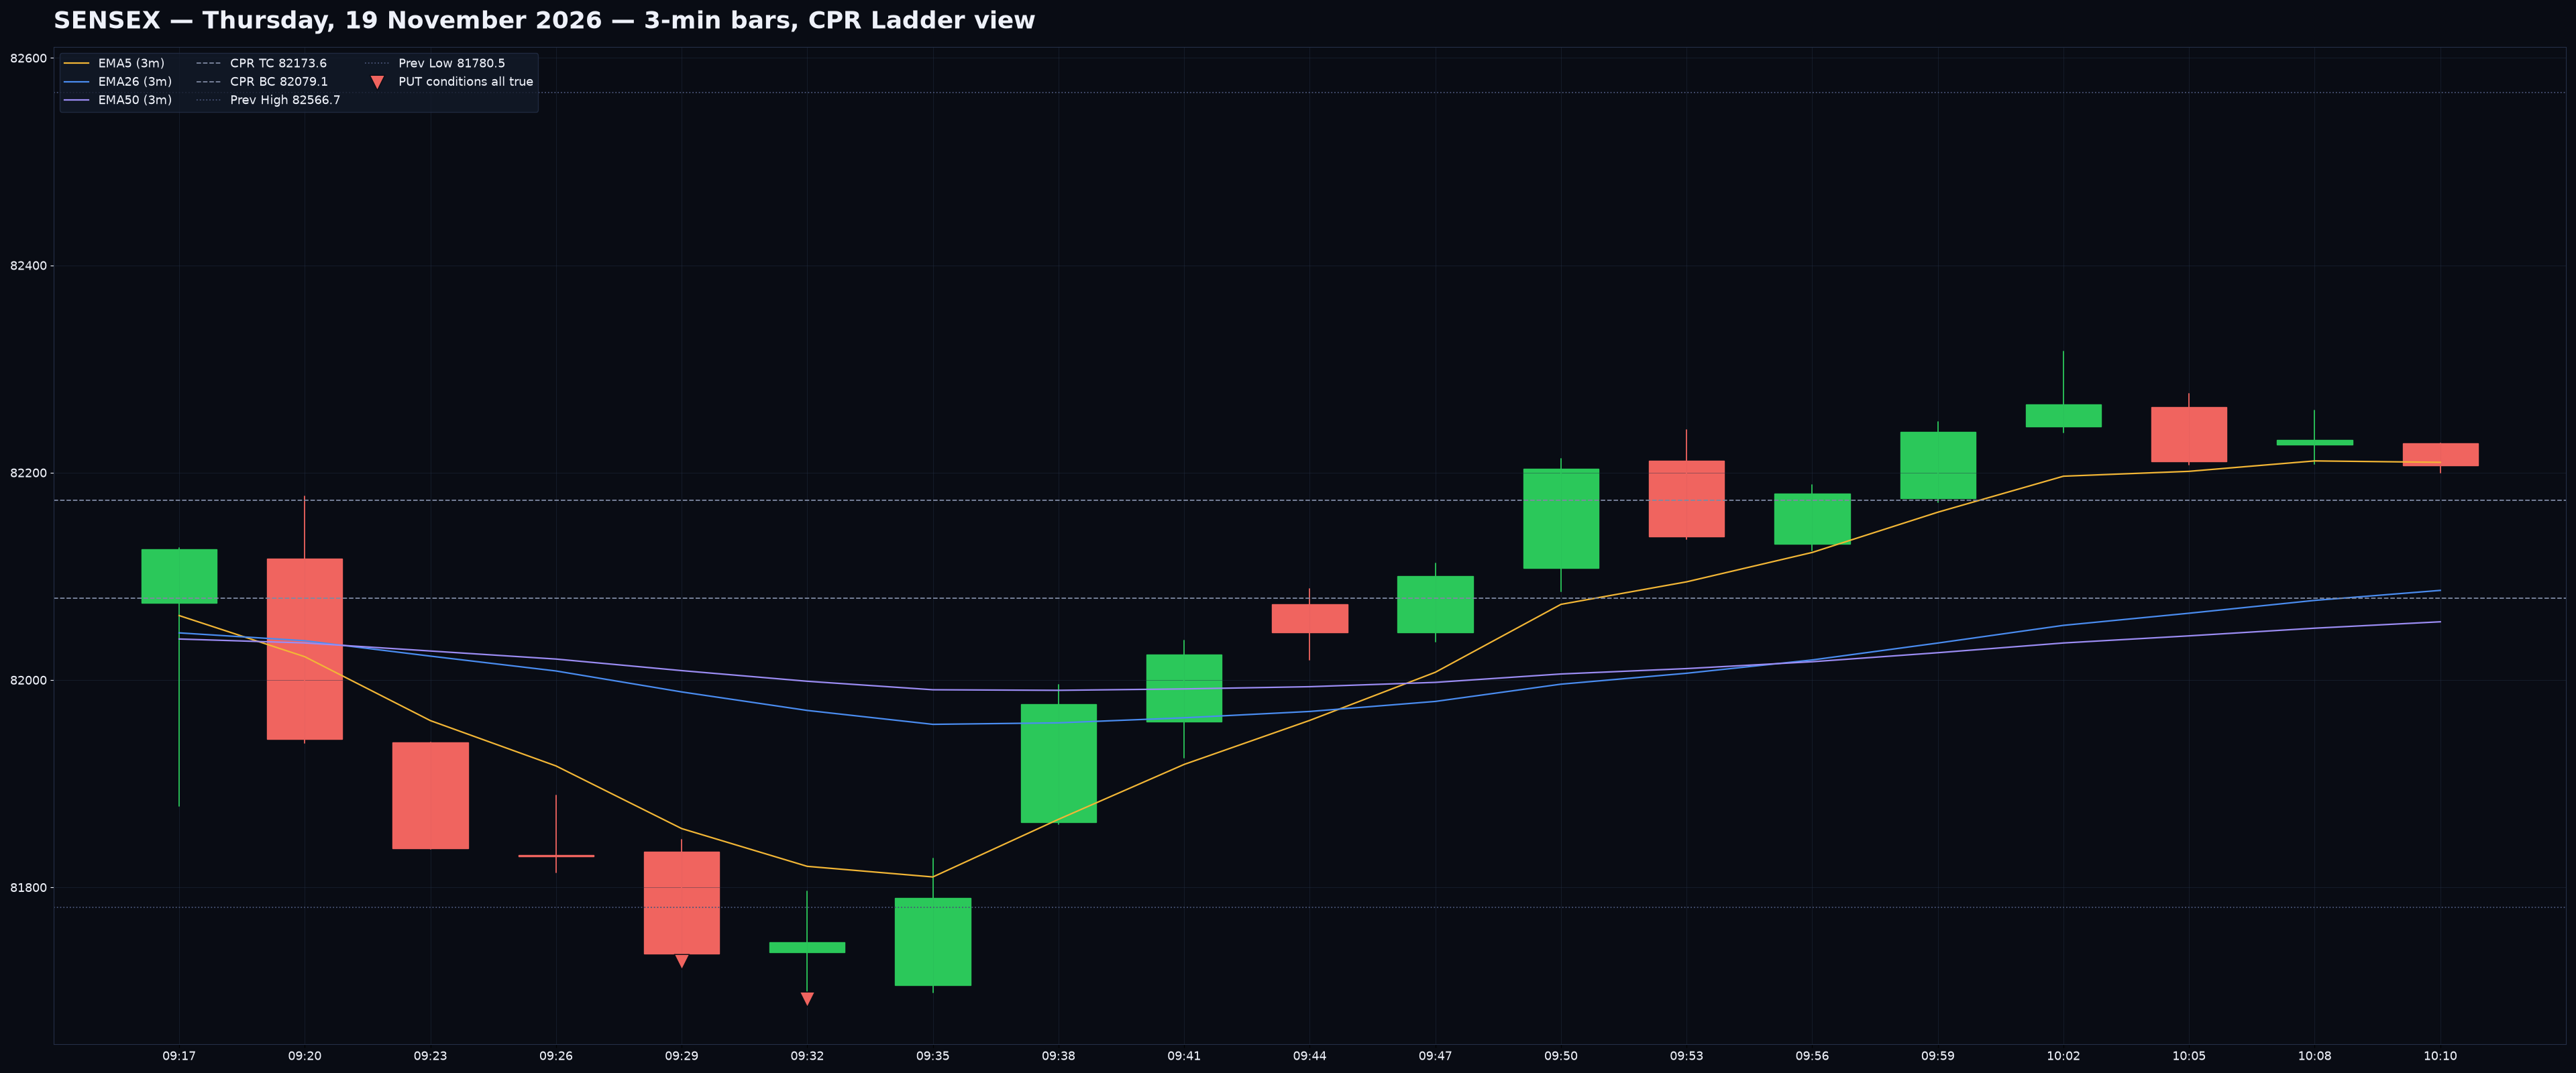 SENSEX — Thursday, 19 November 2026 — 3-min bars, CPR Ladder view
EMA5 (3m)
EMA26 (3m)
EMA50 (3m)
CPR TC 82173.6
CPR BC 82079.1
Prev High 82566.7
Prev Low 81780.5
PUT conditions all true
82600
82400
82200
82000
81800
09:17 09:20 09:23 09:26 09:29 09:32 09:35 09:38 09:41 09:44 09:47 09:50 09:53 09:56 09:59 10:02 10:05 10:08 10:10